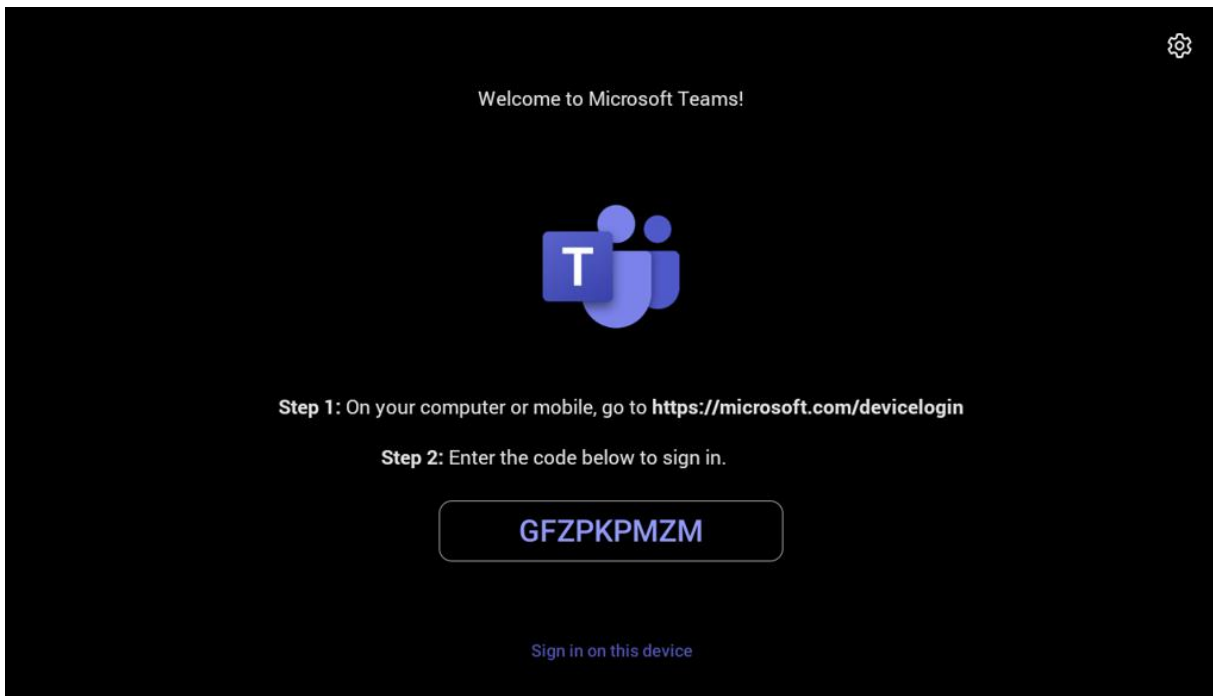 Welcome to Microsoft Teams!
T
Step 1: On your computer or mobile, go to https://microsoft.com/devicelogin
Step 2: Enter the code below to sign in.
GFZPKPMZM
Sign in on this device